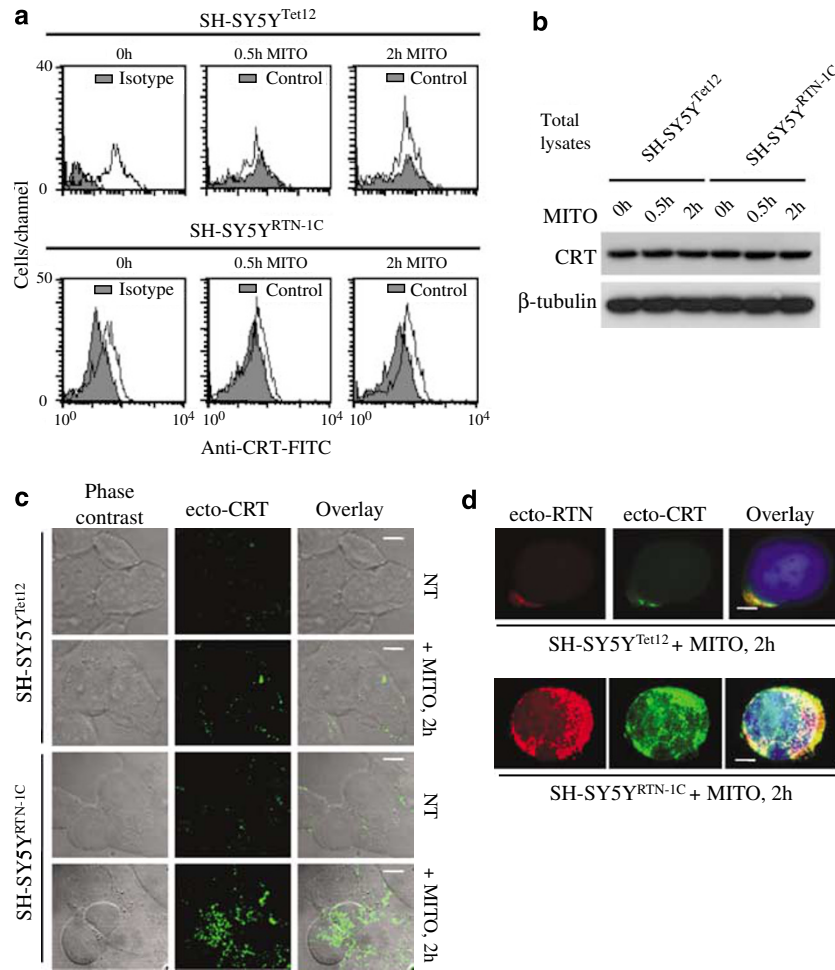 a
SH-SY5Y^Tet12
0h
0.5h MITO
2h MITO
40
Isotype
Control
Control
0
SH-SY5Y^RTN-1C
0h
0.5h MITO
2h MITO
50
Isotype
Control
Control
0
Cells/channel
10^0
10^4
10^0
10^4
10^0
10^4
Anti-CRT-FITC
b
Total
lysates
SH-SY5Y^Tet12
SH-SY5Y^RTN-1C
MITO
0h
0.5h
2h
0h
0.5h
2h
CRT
β-tubulin
c
Phase
contrast
ecto-CRT
Overlay
SH-SY5Y^Tet12
NT
+ MITO, 2h
SH-SY5Y^RTN-1C
NT
+ MITO, 2h
d
ecto-RTN
ecto-CRT
Overlay
SH-SY5Y^Tet12 + MITO, 2h
SH-SY5Y^RTN-1C + MITO, 2h